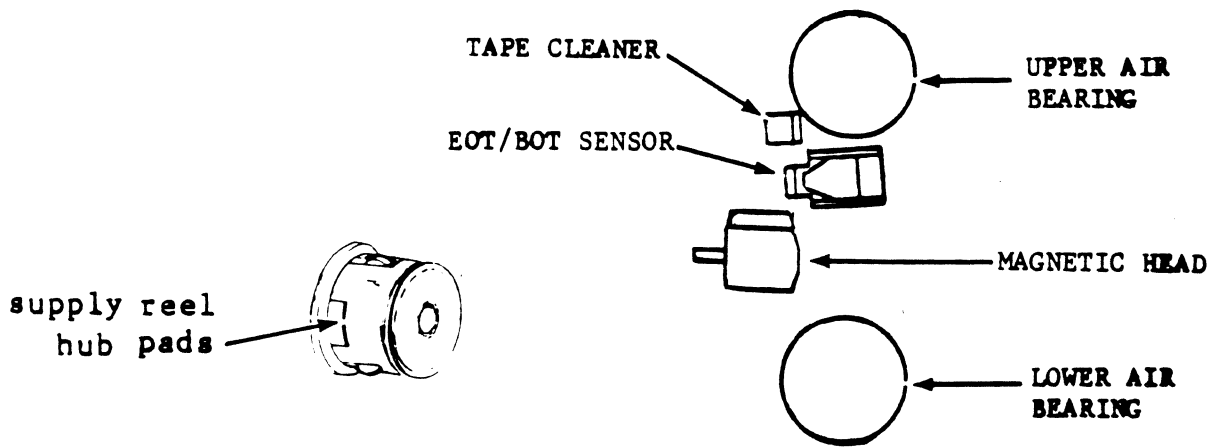 TAPE CLEANER
UPPER AIR
BEARING
EOT/BOT SENSOR
MAGNETIC HEAD
supply reel
hub pads
LOWER AIR
BEARING